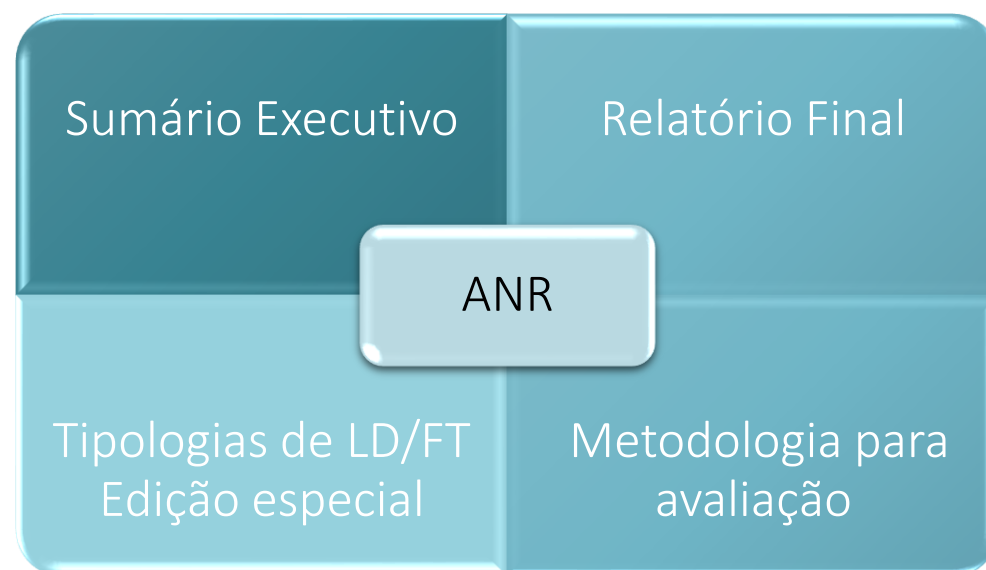 Sumário Executivo
Relatório Final
ANR
Tipologias de LD/FT
Edição especial
Metodologia para
avaliação